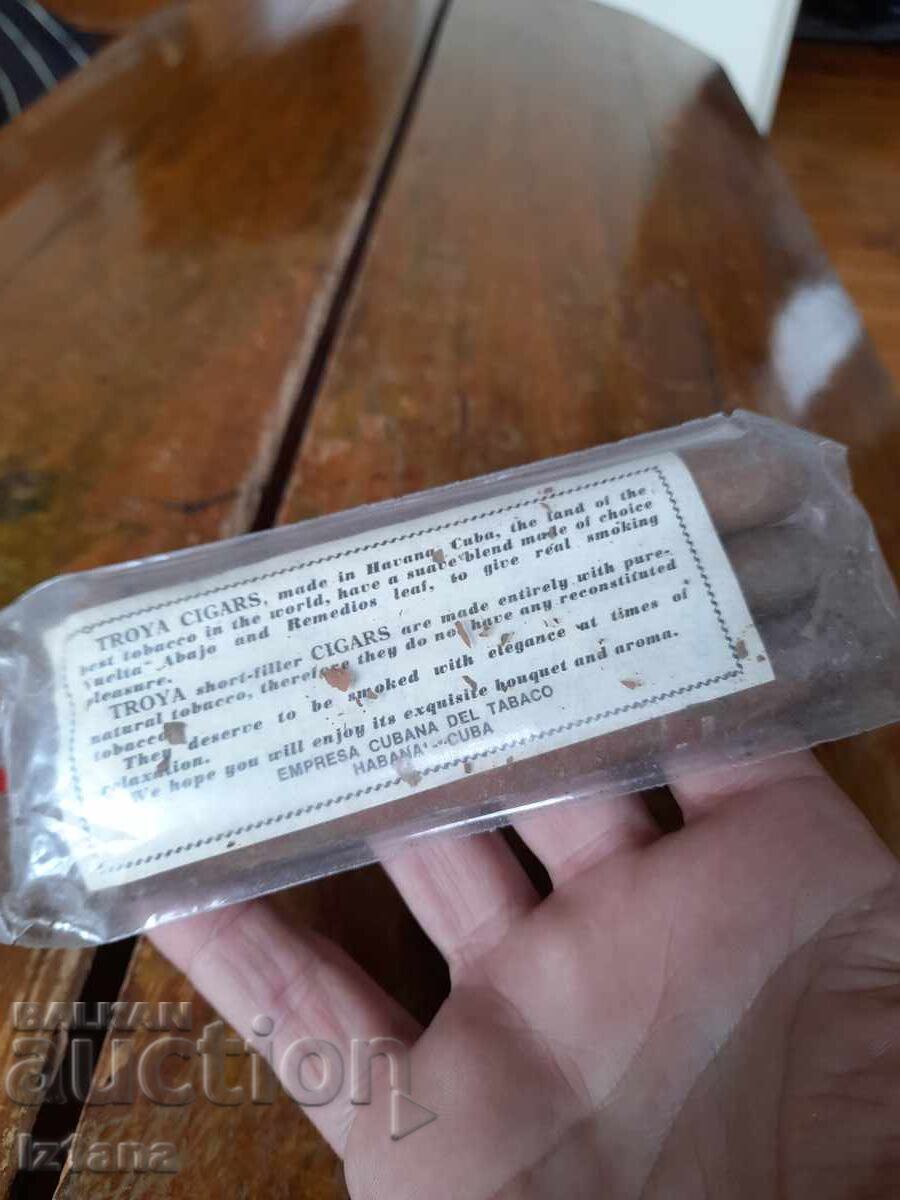 TROYA CIGARS, made in Havana, Cuba, the land of the
best tobacco in the world, have a suave blend made of choice
Vuelta Abajo and Remedios leaf, to give real smoking
pleasure.
TROYA short-filler CIGARS are made entirely with pure-
natural tobacco, therefore they do not have any reconstituted
tobacco.
They deserve to be smoked with elegance at times of
relaxation.
We hope you will enjoy its exquisite bouquet and aroma.
EMPRESA CUBANA DEL TABACO
HABANA CUBA
BALKAN
auction
Iz1ana